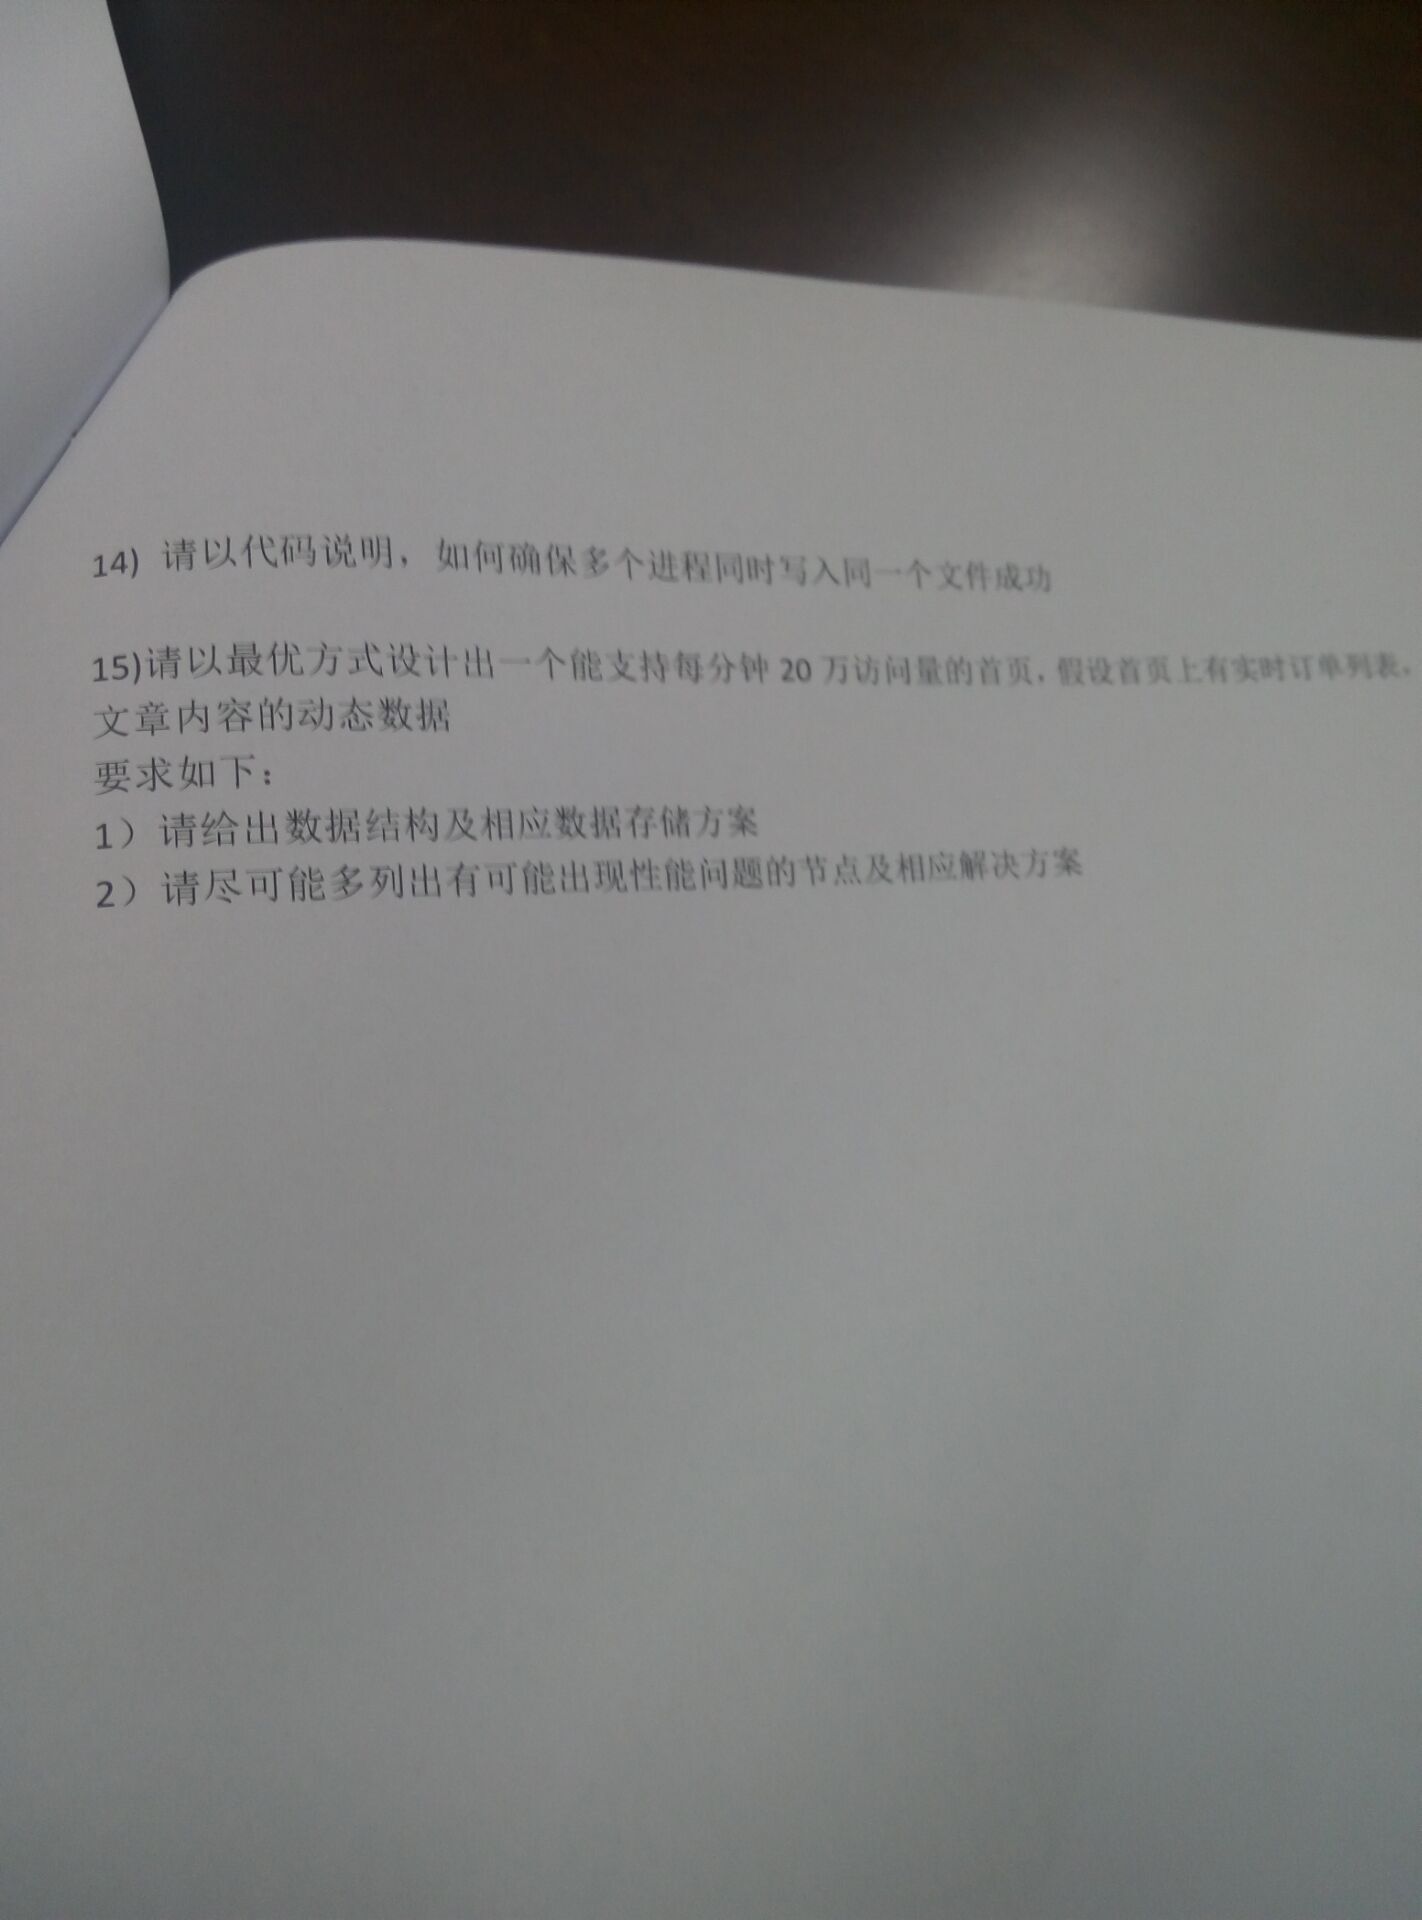 14) 请以代码说明，如何确保多个进程同时写入同一个文件成功
15)请以最优方式设计出一个能支持每分钟 20 万访问量的首页，假设首页上有实时订单列表，
文章内容的动态数据
要求如下：
1）请给出数据结构及相应数据存储方案
2）请尽可能多列出有可能出现性能问题的节点及相应解决方案